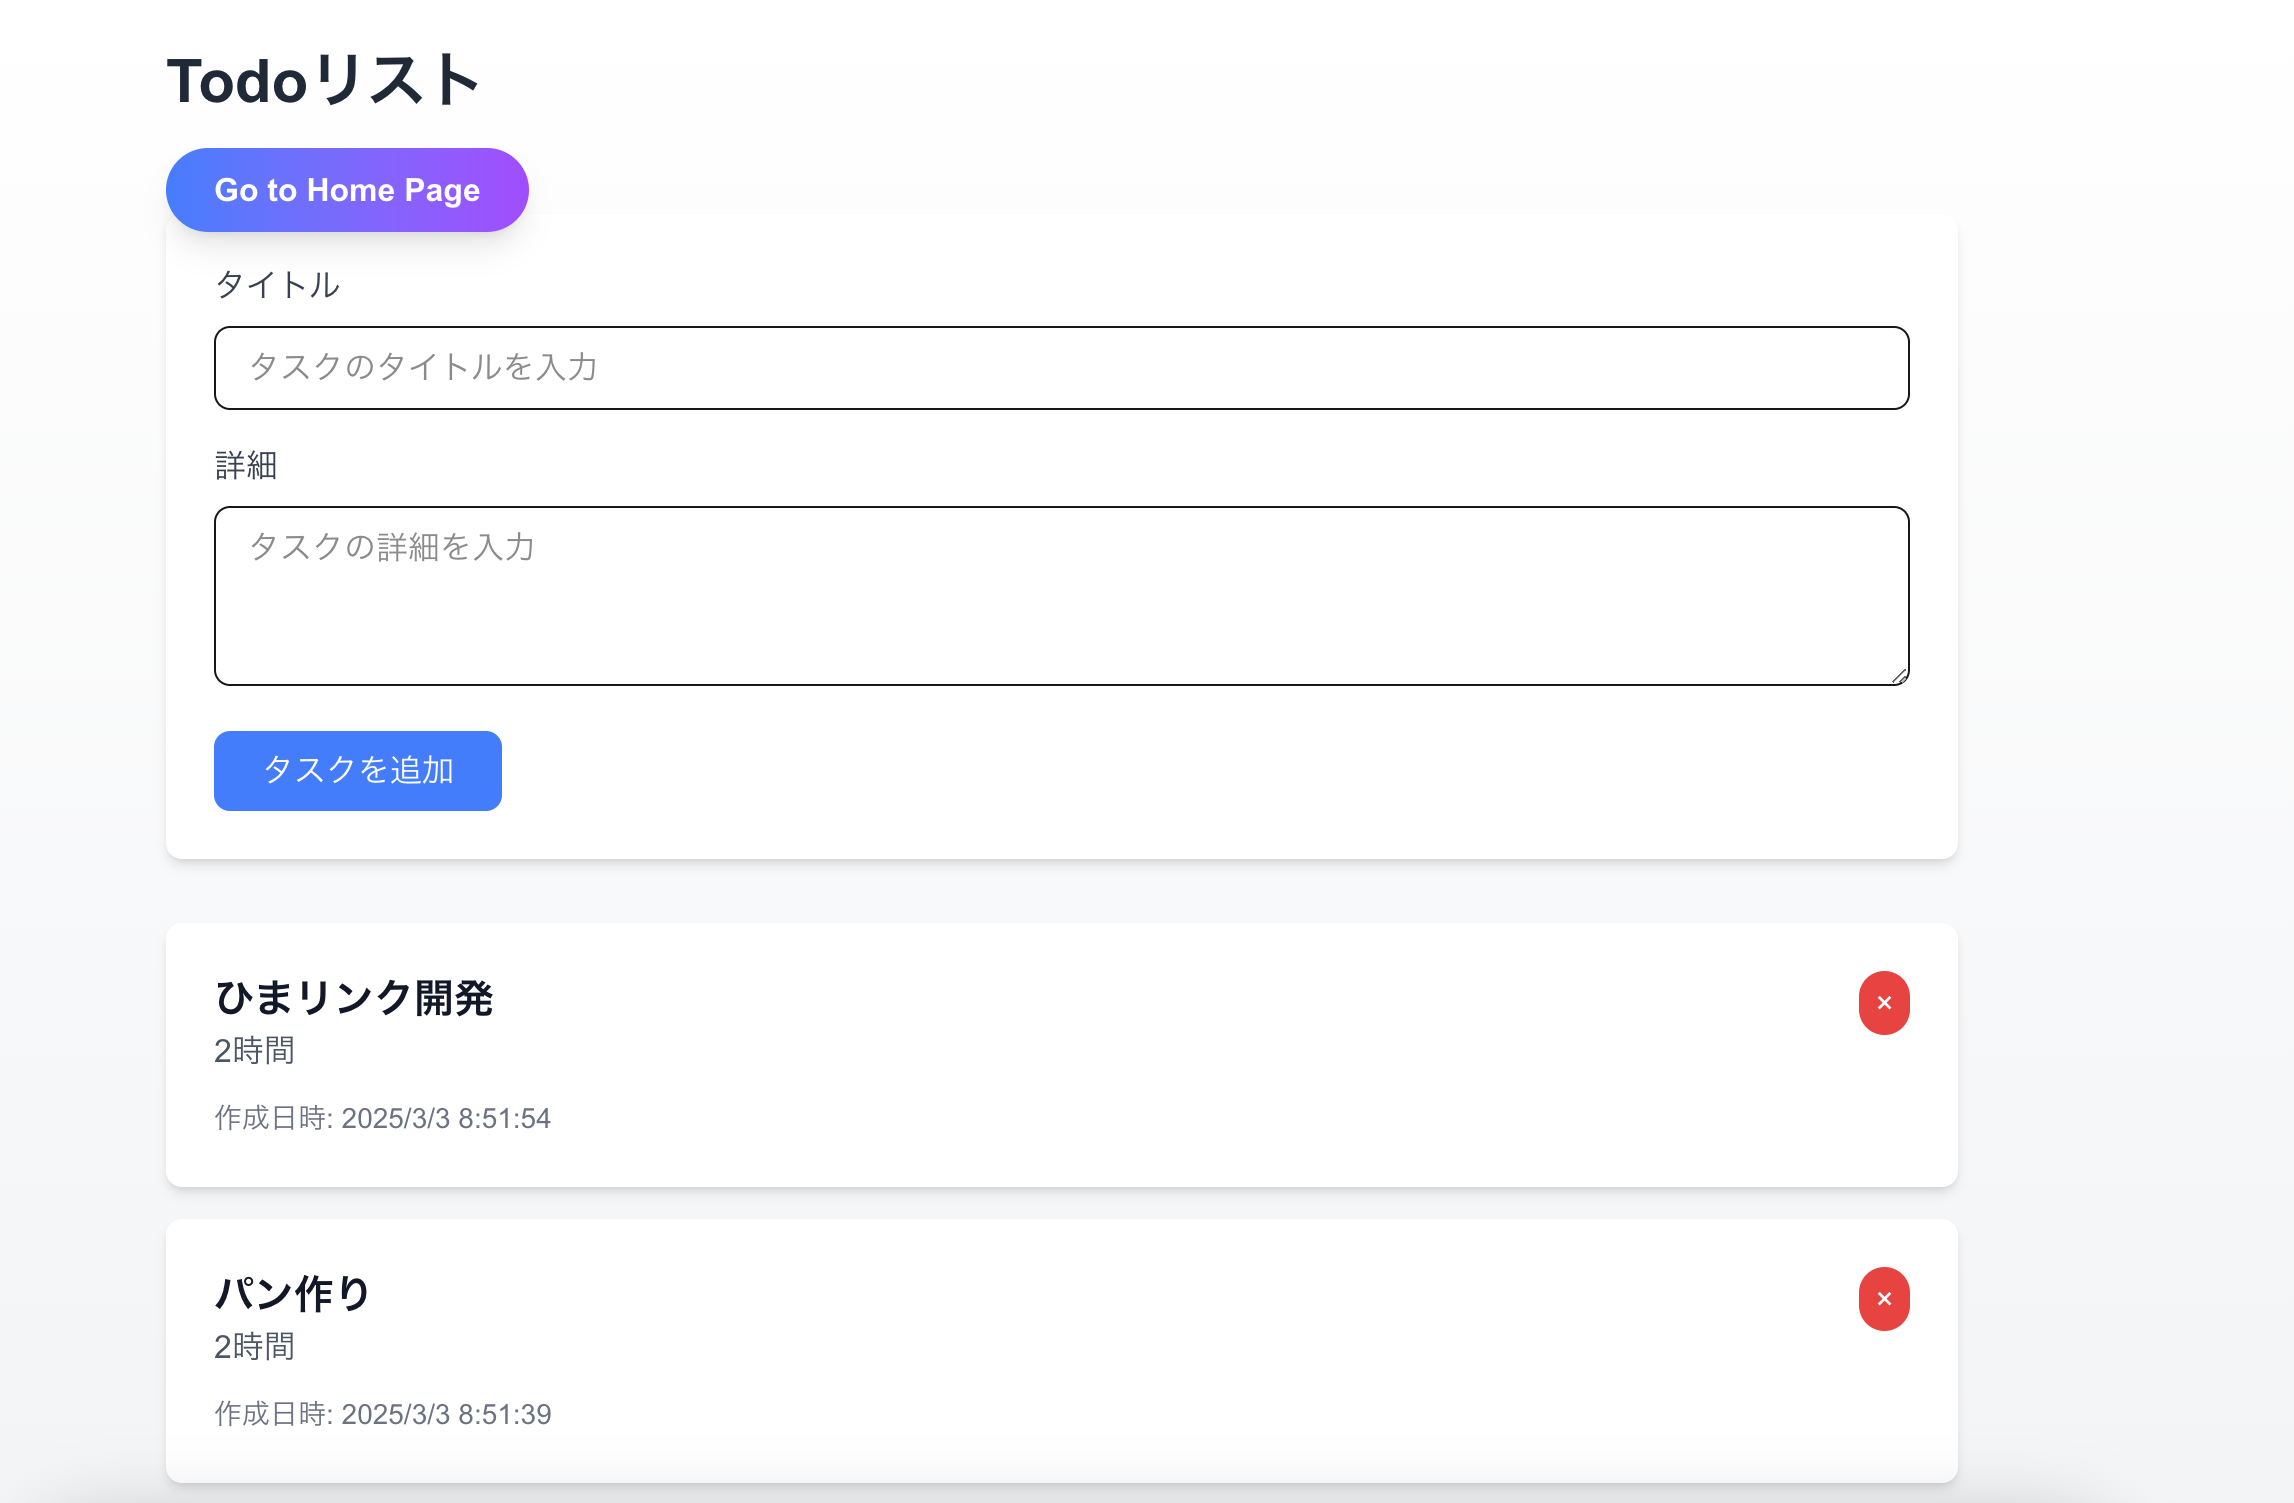 Todoリスト
Go to Home Page
タイトル
タスクのタイトルを入力
詳細
タスクの詳細を入力
タスクを追加
ひまリンク開発
×
2時間
作成日時: 2025/3/3 8:51:54
パン作り
×
2時間
作成日時: 2025/3/3 8:51:39